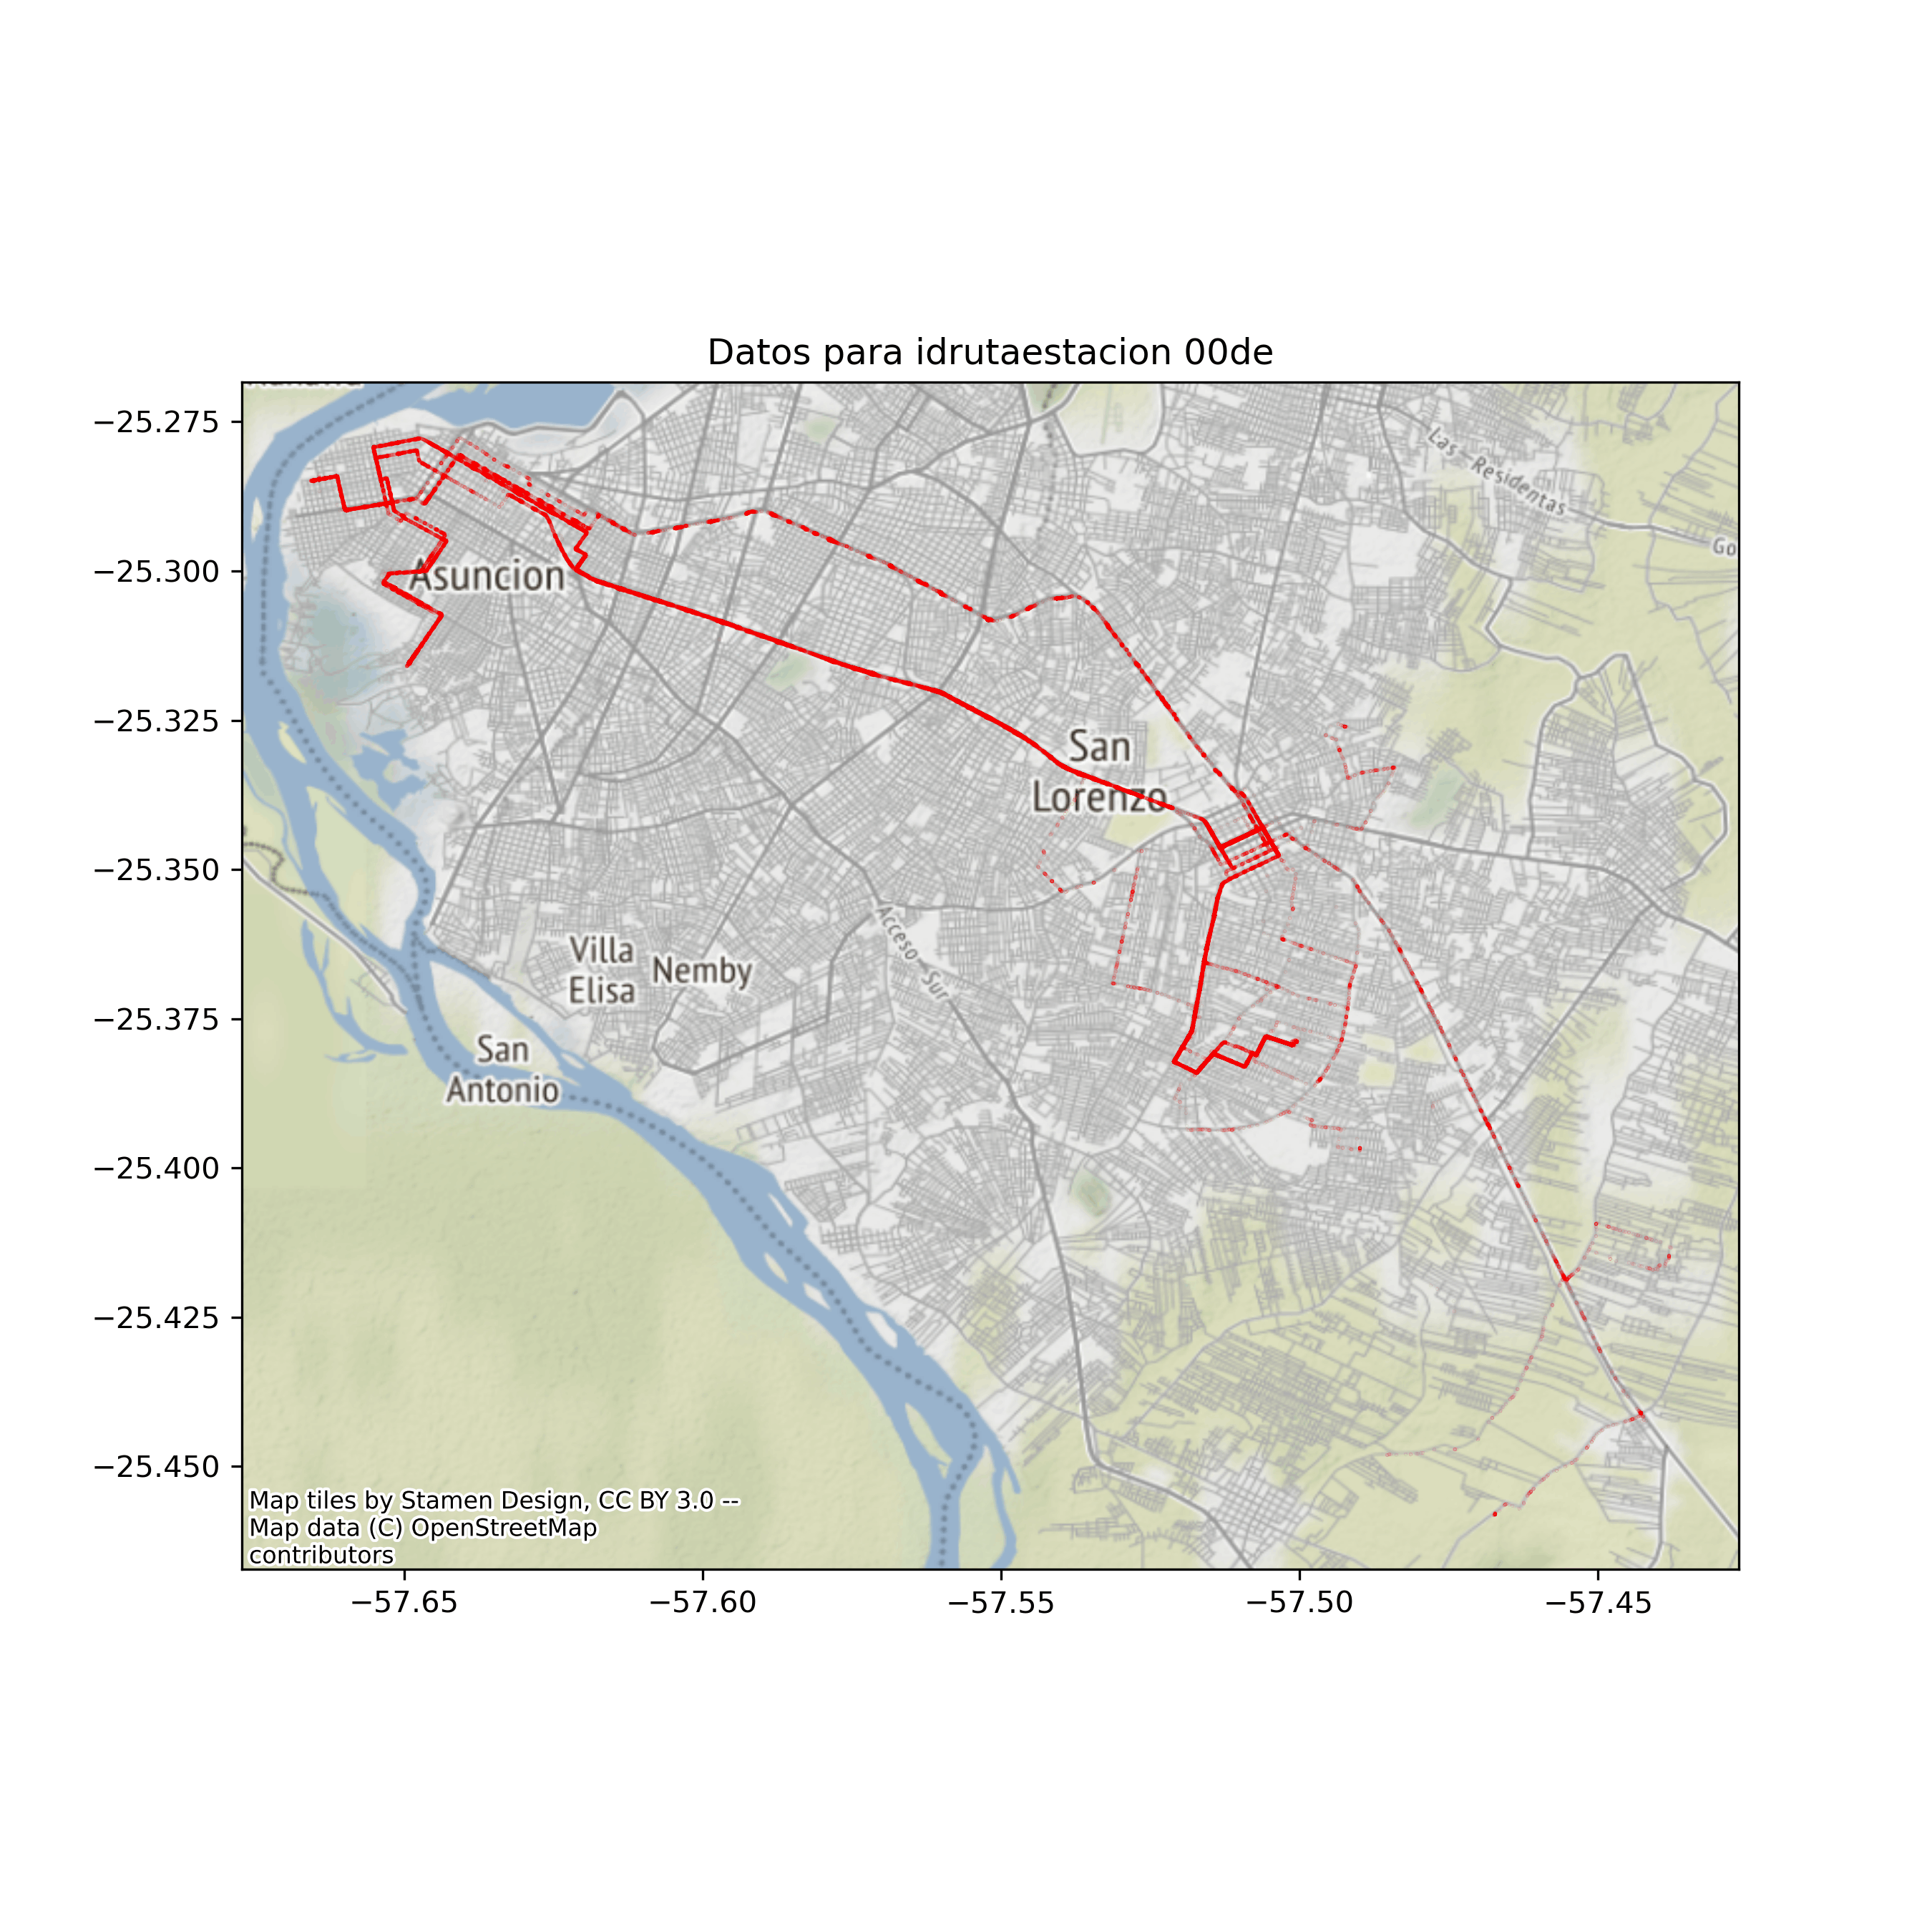 Datos para idrutaestacion 00de
−25.275
−25.300
−25.325
−25.350
−25.375
−25.400
−25.425
−25.450
Las Residentas
Go
Asuncion
San
Lorenzo
Villa
Elisa
Nemby
Acceso Sur
San
Antonio
Map tiles by Stamen Design, CC BY 3.0 --
Map data (C) OpenStreetMap
contributors
−57.65
−57.60
−57.55
−57.50
−57.45